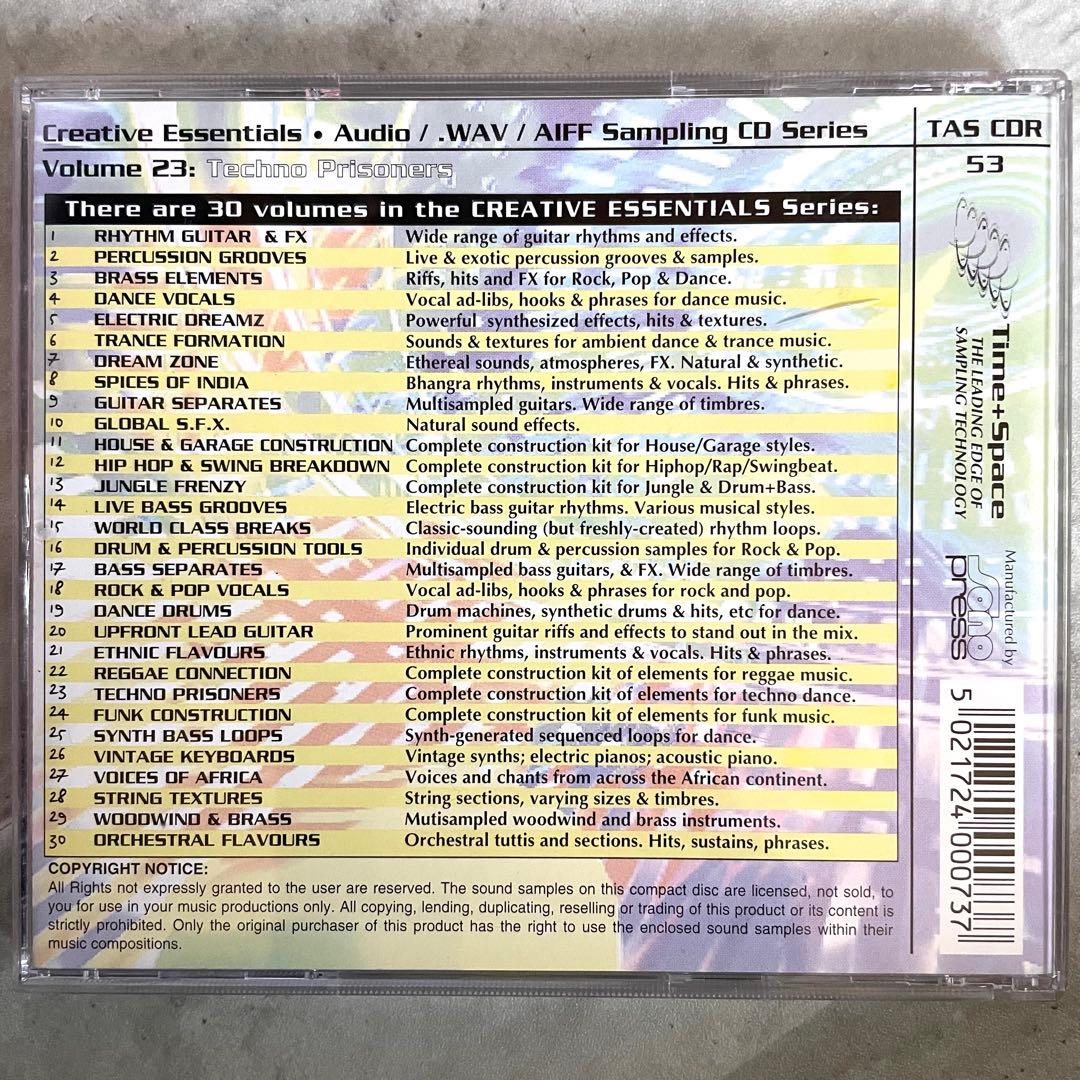 Creative Essentials • Audio / .WAV / AIFF Sampling CD Series
Volume 23: Techno Prisoners
There are 30 volumes in the CREATIVE ESSENTIALS Series:
1 RHYTHM GUITAR & FX Wide range of guitar rhythms and effects.
2 PERCUSSION GROOVES Live & exotic percussion grooves & samples.
3 BRASS ELEMENTS Riffs, hits and FX for Rock, Pop & Dance.
4 DANCE VOCALS Vocal ad-libs, hooks & phrases for dance music.
5 ELECTRIC DREAMZ Powerful synthesized effects, hits & textures.
6 TRANCE FORMATION Sounds & textures for ambient dance & trance music.
7 DREAM ZONE Ethereal sounds, atmospheres, FX. Natural & synthetic.
8 SPICES OF INDIA Bhangra rhythms, instruments & vocals. Hits & phrases.
9 GUITAR SEPARATES Multisampled guitars. Wide range of timbres.
10 GLOBAL S.F.X. Natural sound effects.
11 HOUSE & GARAGE CONSTRUCTION Complete construction kit for House/Garage styles.
12 HIP HOP & SWING BREAKDOWN Complete construction kit for Hiphop/Rap/Swingbeat.
13 JUNGLE FRENZY Complete construction kit for Jungle & Drum+Bass.
14 LIVE BASS GROOVES Electric bass guitar rhythms. Various musical styles.
15 WORLD CLASS BREAKS Classic-sounding (but freshly-created) rhythm loops.
16 DRUM & PERCUSSION TOOLS Individual drum & percussion samples for Rock & Pop.
17 BASS SEPARATES Multisampled bass guitars, & FX. Wide range of timbres.
18 ROCK & POP VOCALS Vocal ad-libs, hooks & phrases for rock and pop.
19 DANCE DRUMS Drum machines, synthetic drums & hits, etc for dance.
20 UPFRONT LEAD GUITAR Prominent guitar riffs and effects to stand out in the mix.
21 ETHNIC FLAVOURS Ethnic rhythms, instruments & vocals. Hits & phrases.
22 REGGAE CONNECTION Complete construction kit of elements for reggae music.
23 TECHNO PRISONERS Complete construction kit of elements for techno dance.
24 FUNK CONSTRUCTION Complete construction kit of elements for funk music.
25 SYNTH BASS LOOPS Synth-generated sequenced loops for dance.
26 VINTAGE KEYBOARDS Vintage synths; electric pianos; acoustic piano.
27 VOICES OF AFRICA Voices and chants from across the African continent.
28 STRING TEXTURES String sections, varying sizes & timbres.
29 WOODWIND & BRASS Mutisampled woodwind and brass instruments.
30 ORCHESTRAL FLAVOURS Orchestral tuttis and sections. Hits, sustains, phrases.
COPYRIGHT NOTICE:
All Rights not expressly granted to the user are reserved. The sound samples on this compact disc are licensed, not sold, to
you for use in your music productions only. All copying, lending, duplicating, reselling or trading of this product or its content is
strictly prohibited. Only the original purchaser of this product has the right to use the enclosed sound samples within their
music compositions.
TAS CDR
53
Time+Space
THE LEADING EDGE OF
SAMPLING TECHNOLOGY
Manufactured by
sono
press
5 021724 000737